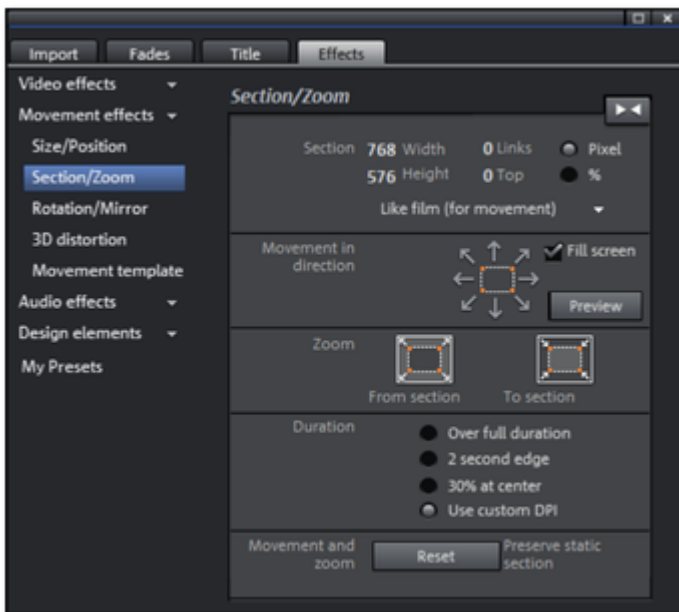 Import Fades Title Effects
Video effects
Movement effects
Size/Position
Section/Zoom
Rotation/Mirror
3D distortion
Movement template
Audio effects
Design elements
My Presets
Section/Zoom
Section 768 Width 0 Links Pixel
576 Height 0 Top %
Like film (for movement)
Movement in
direction
Fill screen
Preview
Zoom
From section To section
Duration
Over full duration
2 second edge
30% at center
Use custom DPI
Movement and
zoom
Reset
Preserve static
section